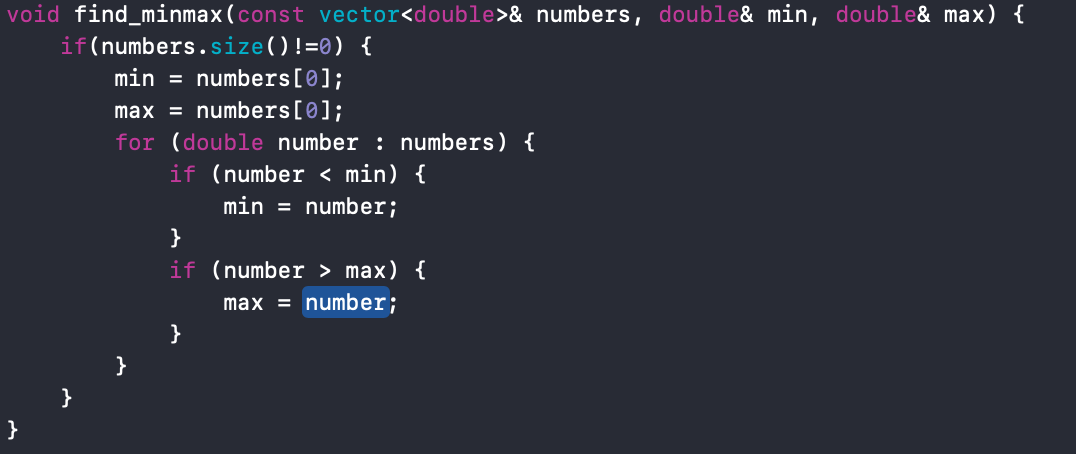 void find_minmax(const vector<double>& numbers, double& min, double& max) {
    if(numbers.size()!=0) {
        min = numbers[0];
        max = numbers[0];
        for (double number : numbers) {
            if (number < min) {
                min = number;
            }
            if (number > max) {
                max = number;
            }
        }
    }
}